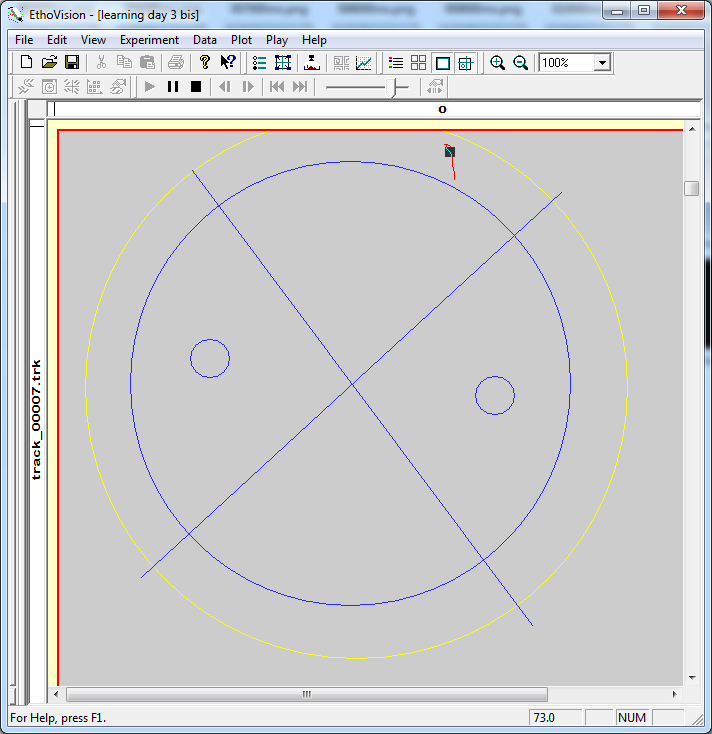 EthoVision - [learning day 3 bis]
File Edit View Experiment Data Plot Play Help
100%
O
track_00007.trk
For Help, press F1.
73.0
NUM